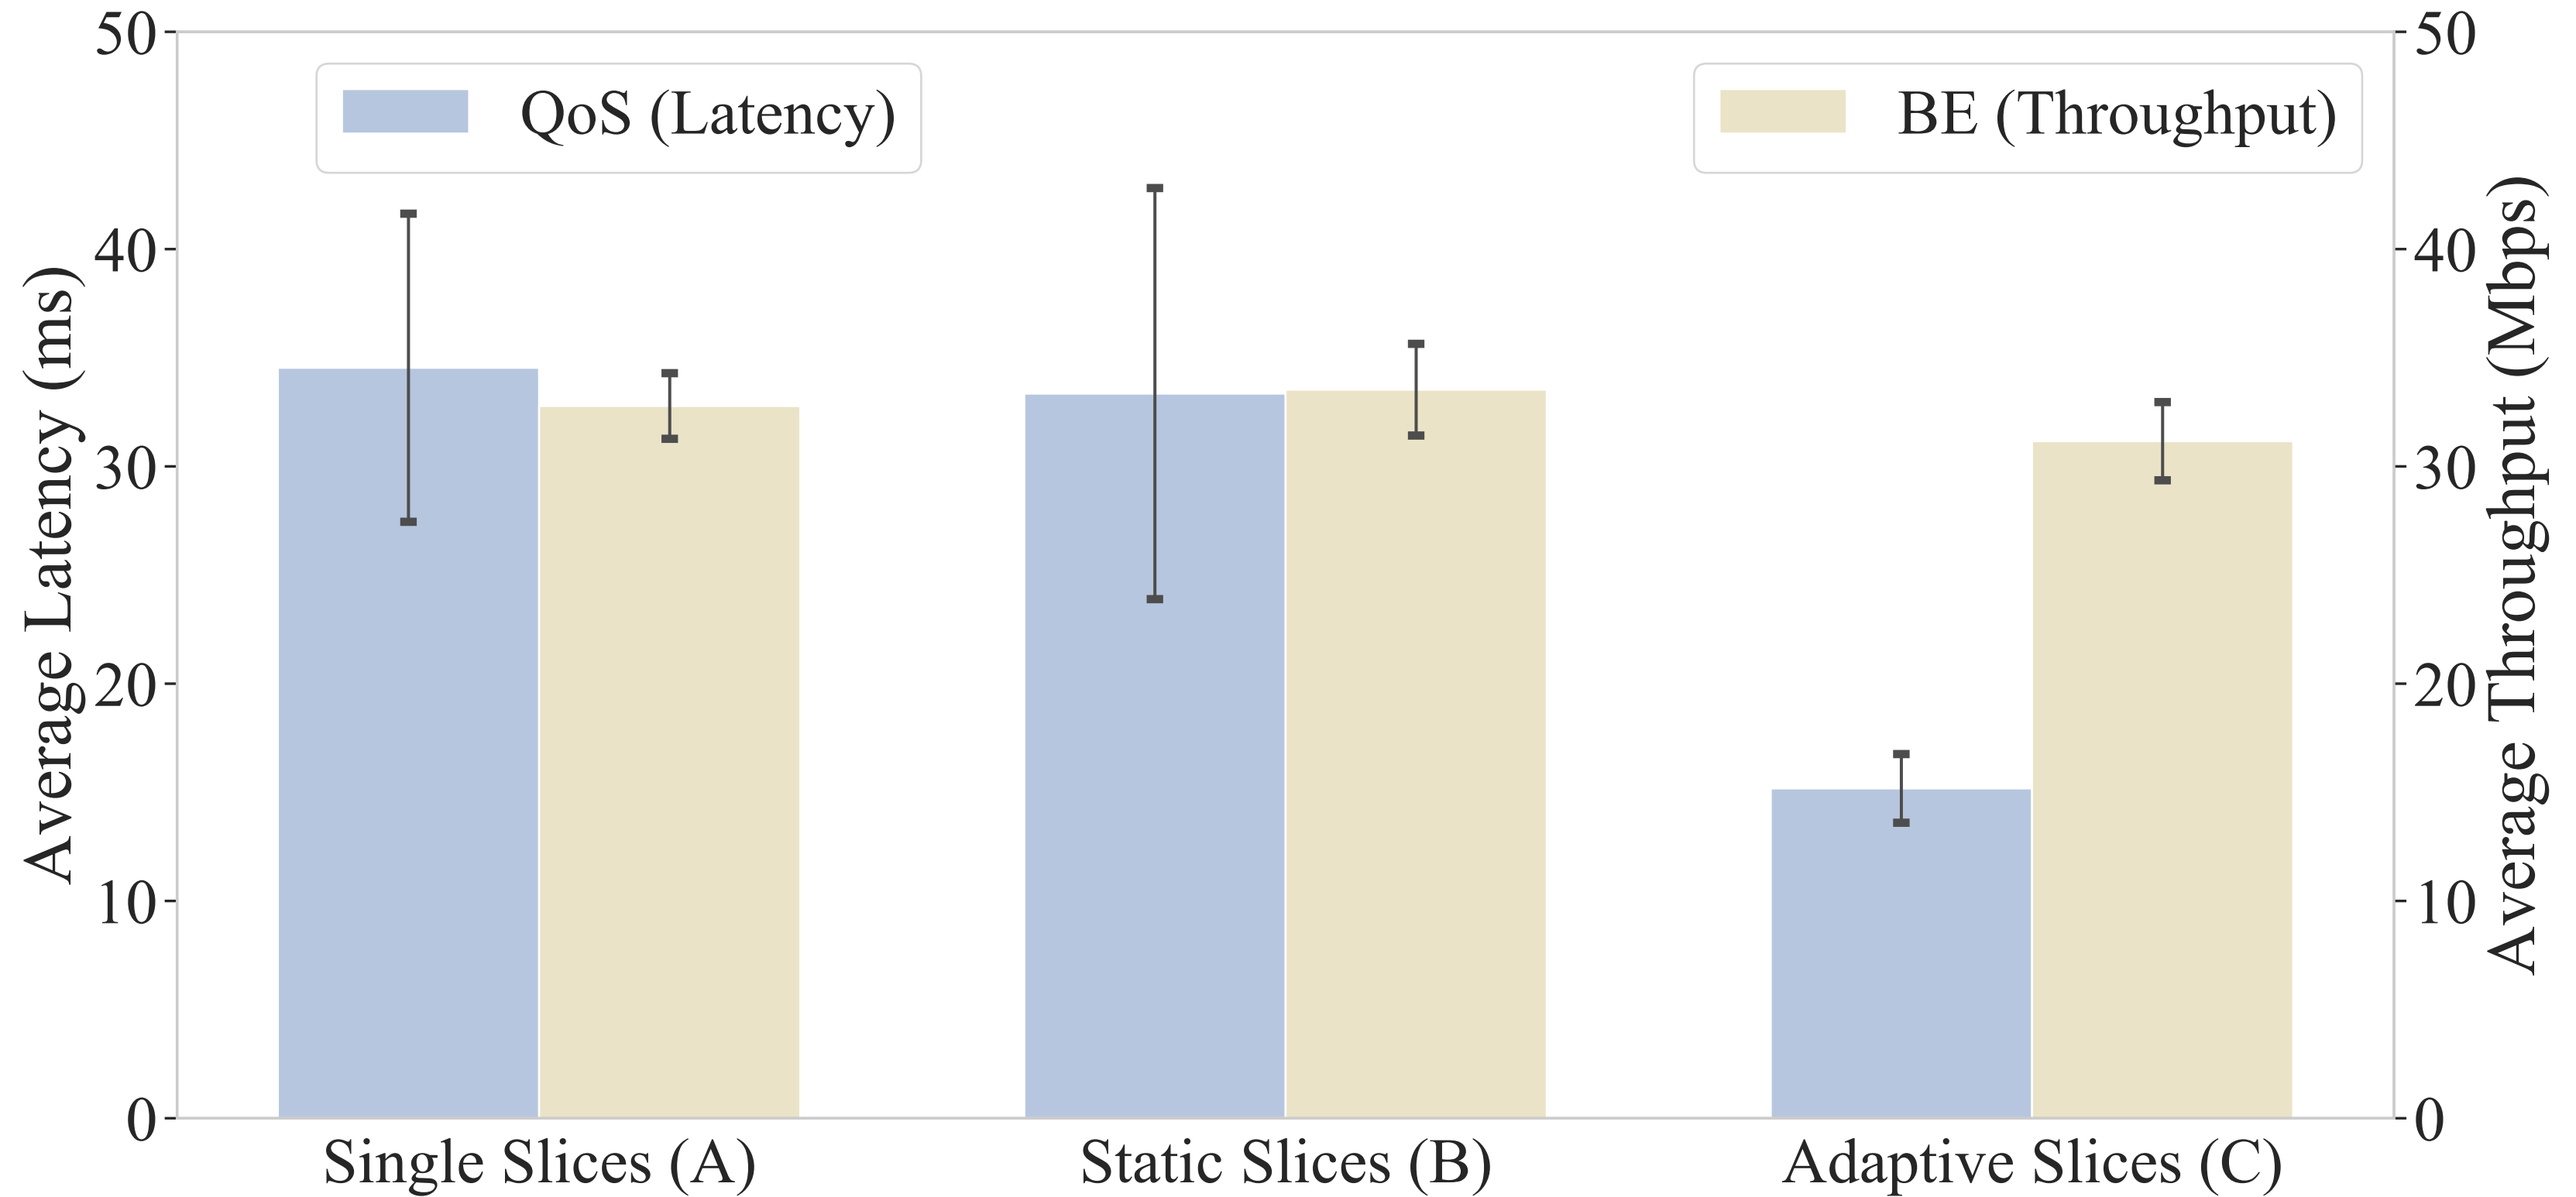 Average Latency (ms)
50
40
30
20
10
0
QoS (Latency)
BE (Throughput)
50
40
30
20
10
0
Average Throughput (Mbps)
Single Slices (A)
Static Slices (B)
Adaptive Slices (C)